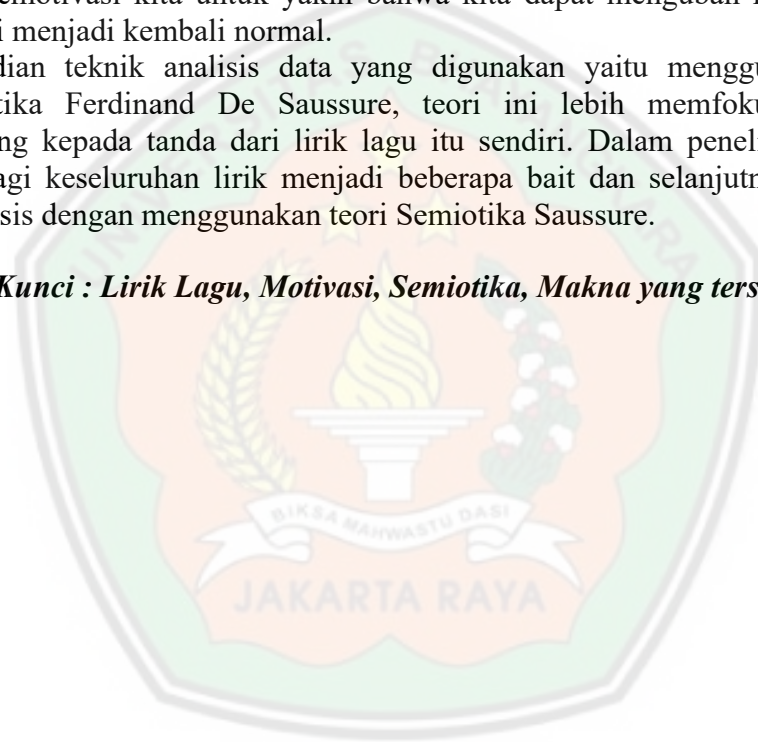 emotivasi kita untuk yakin bahwa kita dapat mengubah
i menjadi kembali normal.
dian teknik analisis data yang digunakan yaitu menggu
tika Ferdinand De Saussure, teori ini lebih memfoku
ng kepada tanda dari lirik lagu itu sendiri. Dalam penel
agi keseluruhan lirik menjadi beberapa bait dan selanjutn
sis dengan menggunakan teori Semiotika Saussure.
Kunci : Lirik Lagu, Motivasi, Semiotika, Makna yang ters
UNIVERSITAS BHAYANGKARA
BIKSA MAHWASTU DASI
JAKARTA RAYA